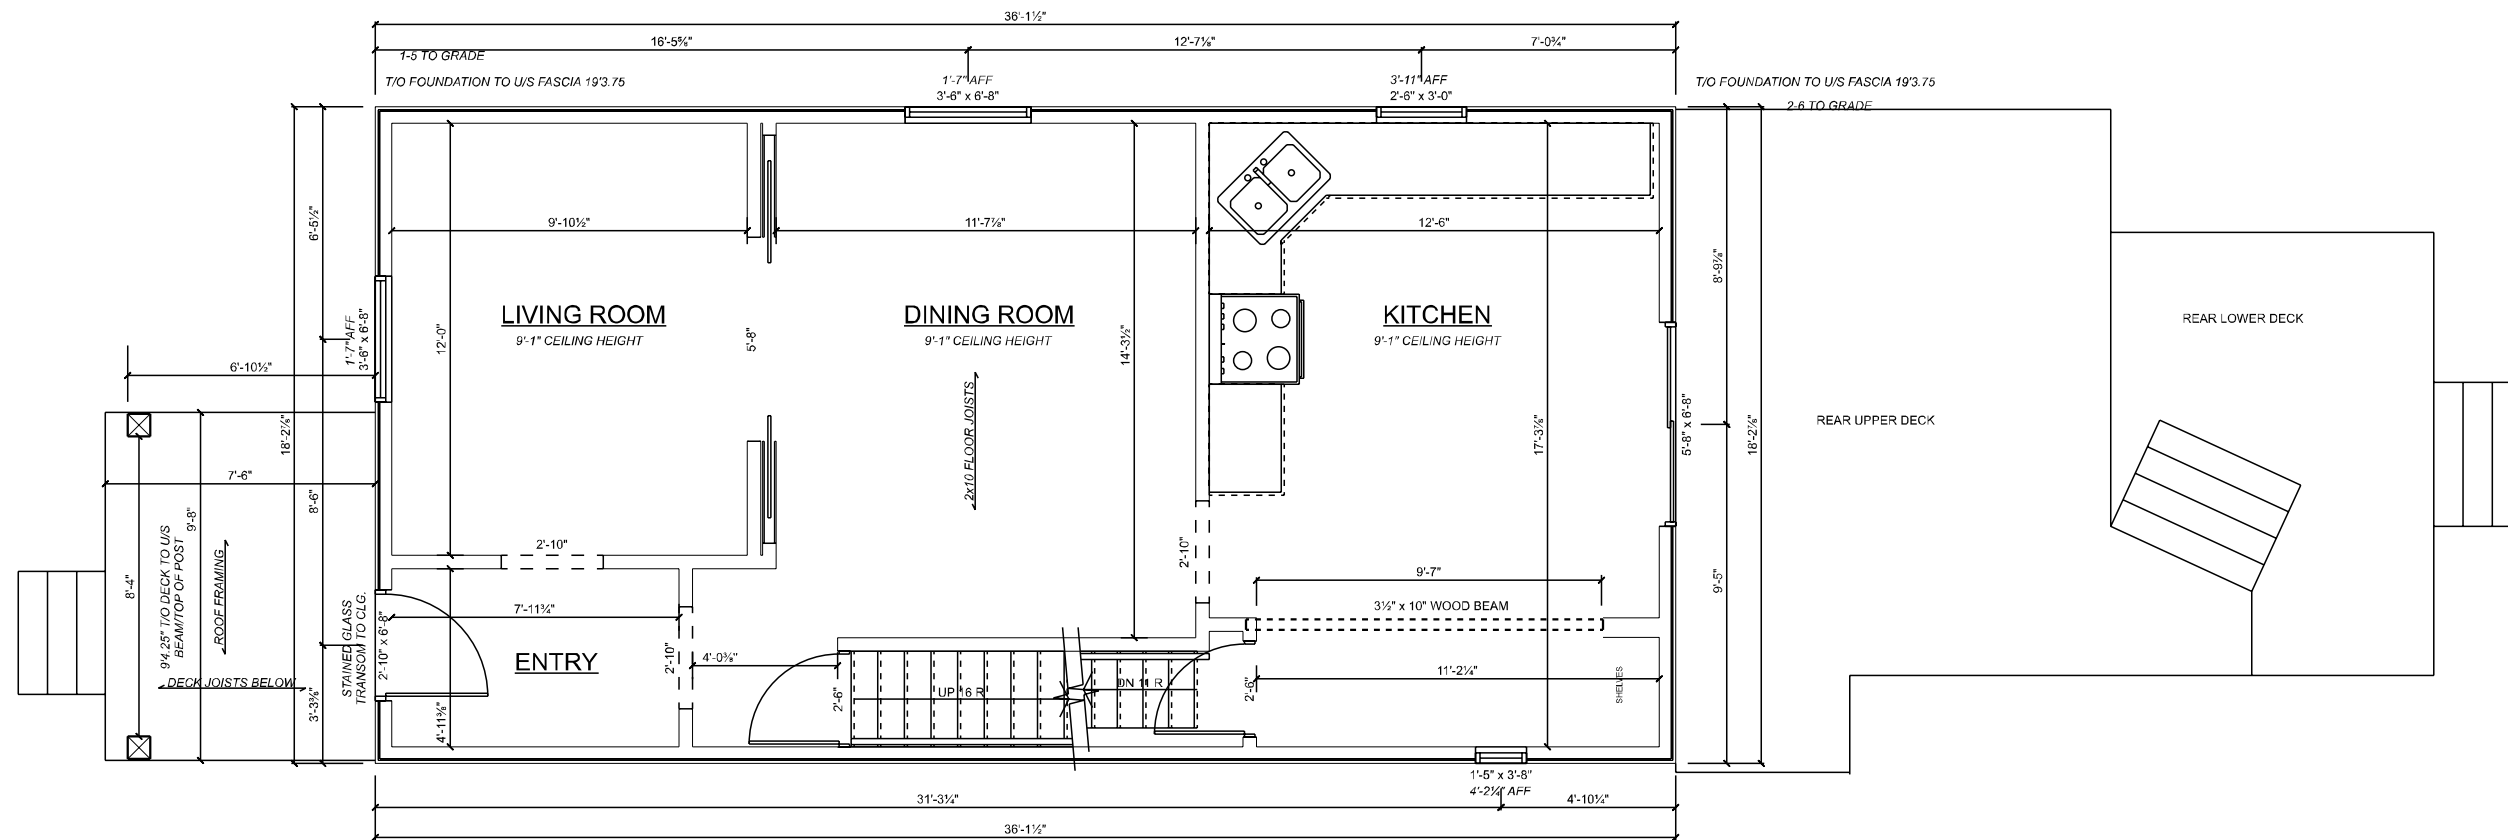 36'-1½"
16'-5⅝"
12'-7⅛"
7'-0¾"
1-5 TO GRADE
T/O FOUNDATION TO U/S FASCIA 19'3.75
1'-7" AFF
3'-6" x 6'-8"
3'-11" AFF
2'-6" x 3'-0"
T/O FOUNDATION TO U/S FASCIA 19'3.75
2-6 TO GRADE
6'-5½"
9'-10½"
11'-7⅞"
12'-6"
8'-9⅞"
LIVING ROOM
9'-1" CEILING HEIGHT
DINING ROOM
9'-1" CEILING HEIGHT
KITCHEN
9'-1" CEILING HEIGHT
REAR LOWER DECK
1'-7" AFF
3'-6" x 6'-8"
12'-0"
5'-8"
14'-3½"
6'-10½"
2x10 FLOOR JOISTS
17'-3⅞"
5'-8" x 6'-8"
18'-2⅞"
REAR UPPER DECK
18'-2⅞"
7'-6"
8'-6"
9'-8"
9'4.25" T/O DECK TO U/S
BEAM/TOP OF POST
ROOF FRAMING
8'-4"
2'-10"
2'-10"
9'-7"
9'-5"
3½" x 10" WOOD BEAM
7'-11¾"
STAINED GLASS
TRANSOM TO CLG.
2'-10" x 6'-8"
ENTRY
2'-10"
4'-0⅜"
DECK JOISTS BELOW
3'-3⅜"
4'-11⅜"
2'-6"
UP 16 R
DN 11 R
2'-6"
11'-2¼"
SHELVES
1'-5" x 3'-8"
4'-2¼" AFF
31'-3¼"
4'-10¼"
36'-1½"